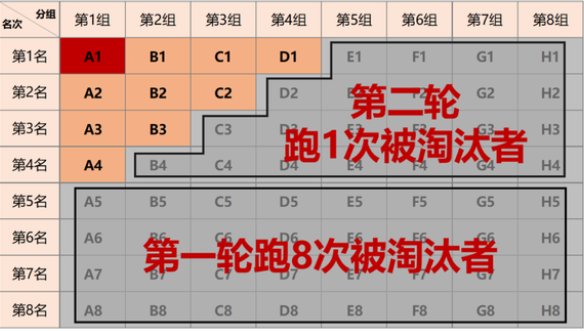 分组 第1组 第2组 第3组 第4组 第5组 第6组 第7组 第8组
名次
第1名 A1 B1 C1 D1 E1 F1 G1 H1
第2名 A2 B2 C2 D2 F2 G2 H2
第3名 A3 B3 C3 D3 E3 F3 G3 H3
第4名 A4 B4 C4 D4 E4 F4 G4 H4
第二轮
跑1次被淘汰者
第5名 A5 B5 C5 D5 E5 F5 G5 H5
第6名 A6 B6 C6 D6 E6 F6 G6 H6
第7名 A7 B7 C7 D7 E7 F7 G7 H7
第一轮跑8次被淘汰者
第8名 A8 B8 C8 D8 E8 F8 G8 H8